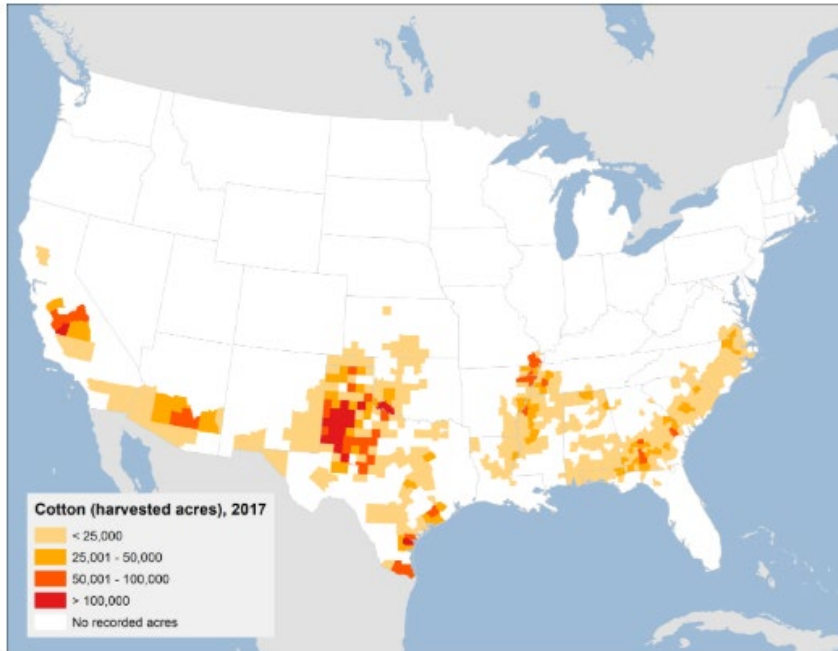 Cotton (harvested acres), 2017
< 25,000
25,001 - 50,000
50,001 - 100,000
> 100,000
No recorded acres